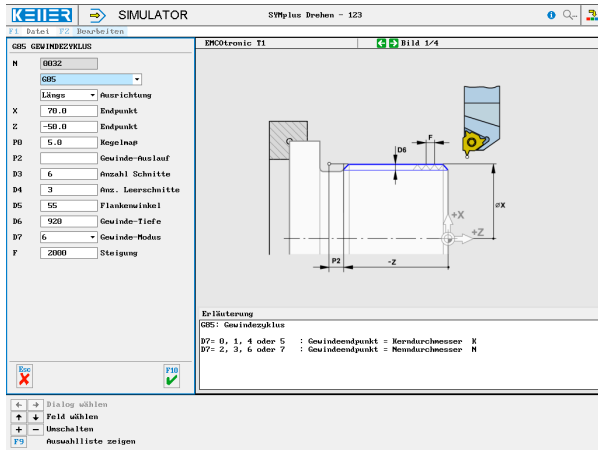 KELLER SIMULATOR SYMplus Drehen - 123
F1 Datei F2 Bearbeiten
G85 GEWINDEZYKLUS
N 0032
G85
Längs Ausrichtung
X 70.0 Endpunkt
Z -50.0 Endpunkt
P0 5.0 Kegelmaß
P2 Gewinde-Auslauf
D3 6 Anzahl Schnitte
D4 3 Anz. Leerschnitte
D5 55 Flankenwinkel
D6 920 Gewinde-Tiefe
D7 6 Gewinde-Modus
F 2000 Steigung
Esc F10
EMCOtronic T1 Bild 1/4
F
D6
øX
+X
+Z
P2 -Z
Erläuterung
G85: Gewindezyklus
D7= 0, 1, 4 oder 5 : Gewindeendpunkt = Kerndurchmesser K
D7= 2, 3, 6 oder 7 : Gewindeendpunkt = Nenndurchmesser N
Dialog wählen
Feld wählen
+ - Umschalten
F9 Auswahlliste zeigen